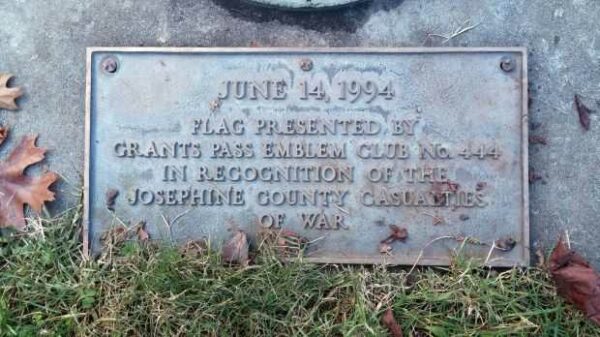 JUNE 14, 1994
FLAG PRESENTED BY
GRANTS PASS EMBLEM CLUB No. 444
IN RECOGNITION OF THE
JOSEPHINE COUNTY CASUALTIES
OF WAR